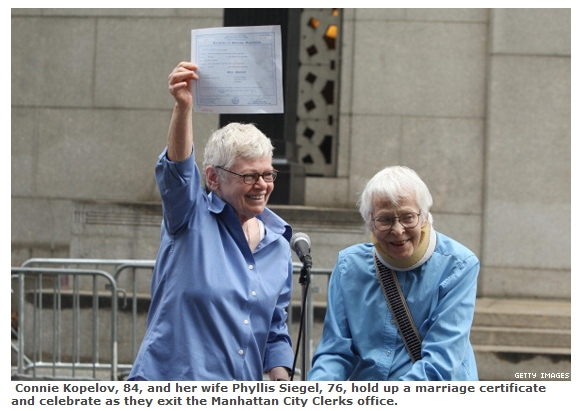 GETTY IMAGES
Connie Kopelov, 84, and her wife Phyllis Siegel, 76, hold up a marriage certificate
and celebrate as they exit the Manhattan City Clerks office.